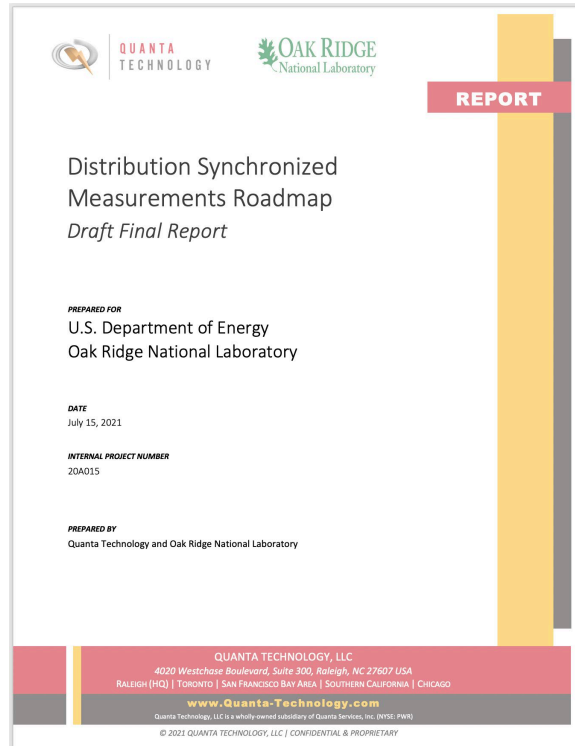 QUANTA
TECHNOLOGY
OAK RIDGE
National Laboratory
REPORT
Distribution Synchronized
Measurements Roadmap
Draft Final Report
PREPARED FOR
U.S. Department of Energy
Oak Ridge National Laboratory
DATE
July 15, 2021
INTERNAL PROJECT NUMBER
20A015
PREPARED BY
Quanta Technology and Oak Ridge National Laboratory
QUANTA TECHNOLOGY, LLC
4020 Westchase Boulevard, Suite 300, Raleigh, NC 27607 USA
RALEIGH (HQ) | TORONTO | SAN FRANCISCO BAY AREA | SOUTHERN CALIFORNIA | CHICAGO
www.Quanta-Technology.com
Quanta Technology, LLC is a wholly-owned subsidiary of Quanta Services, Inc. (NYSE: PWR)
© 2021 QUANTA TECHNOLOGY, LLC | CONFIDENTIAL & PROPRIETARY